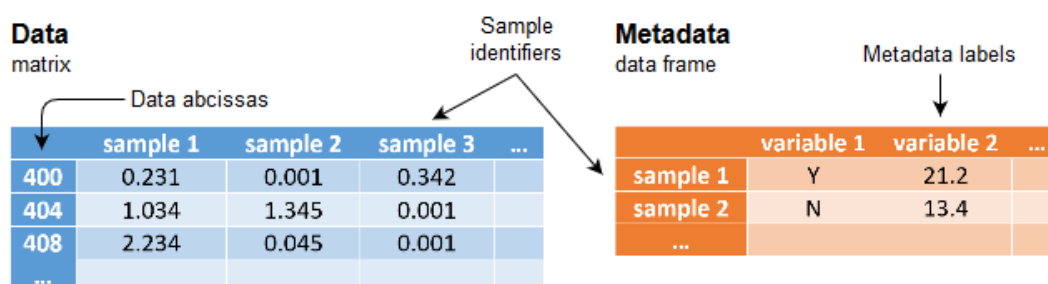 Data
matrix
Sample
identifiers
Metadata
data frame
Metadata labels
Data abcissas
sample 1 sample 2 sample 3 ...
400 0.231 0.001 0.342
404 1.034 1.345 0.001
408 2.234 0.045 0.001
...
variable 1 variable 2 ...
sample 1 Y 21.2
sample 2 N 13.4
...